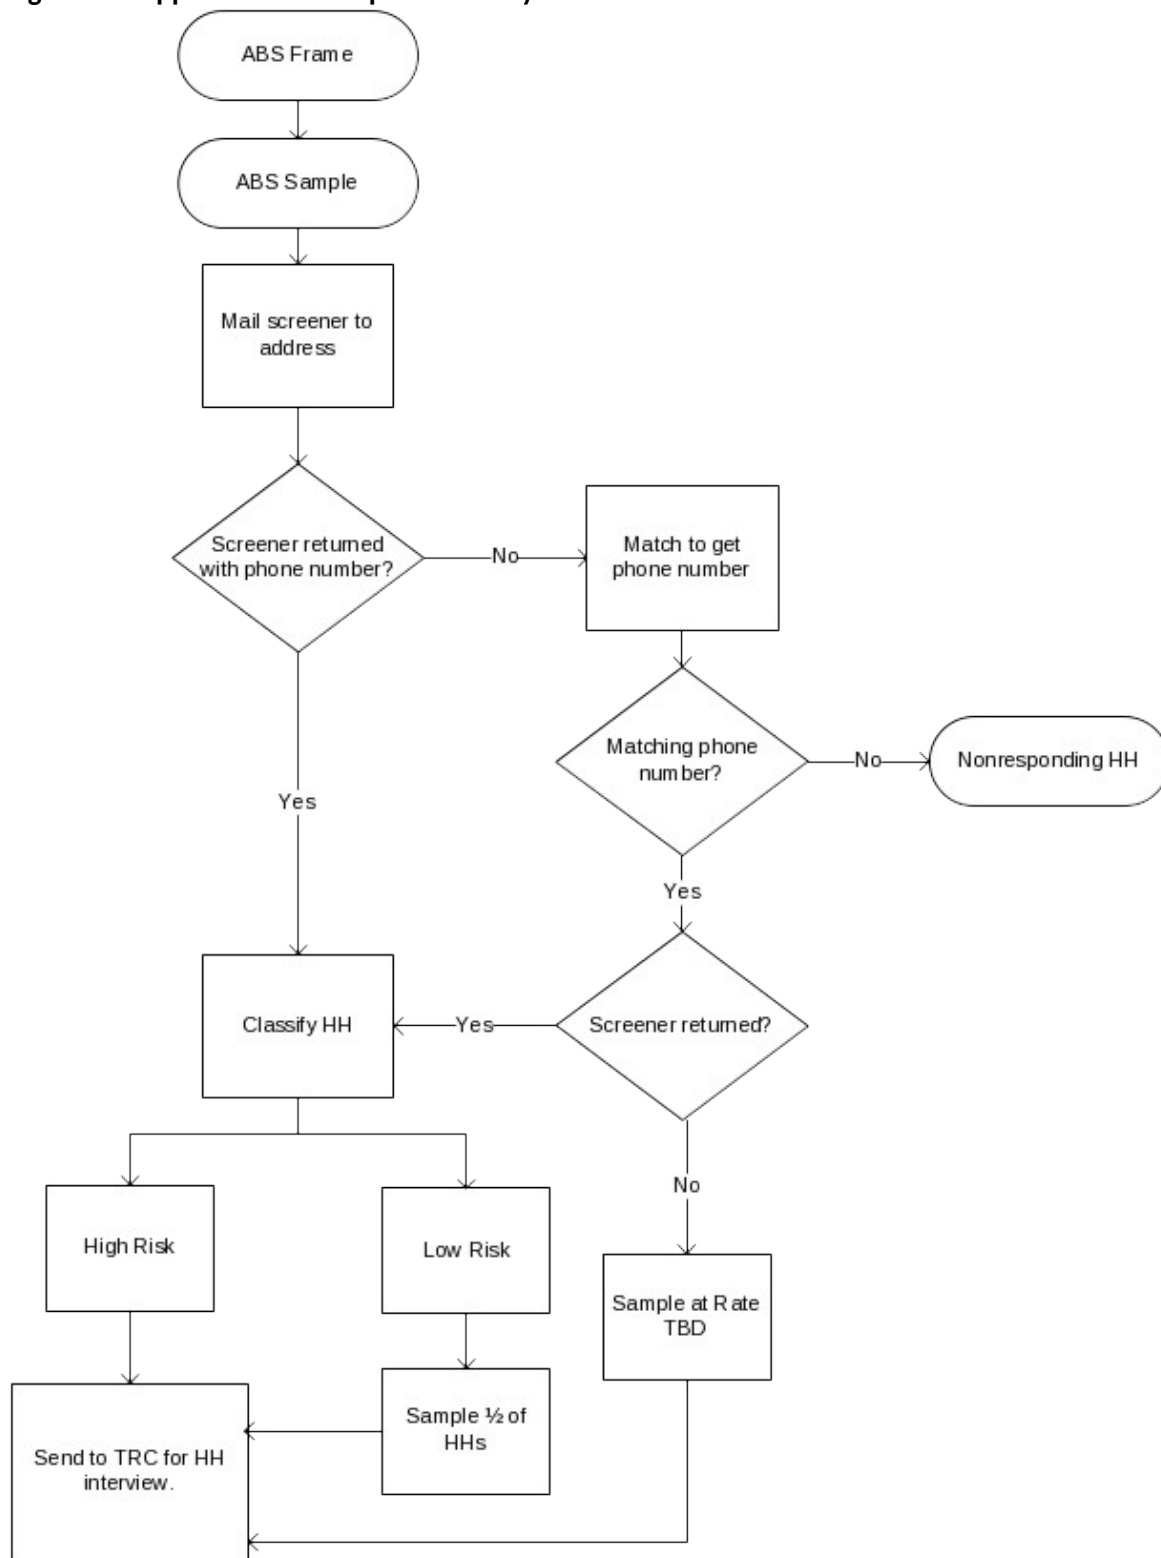 ABS Frame
ABS Sample
Mail screener to
address
Screener returned
with phone number?
No
Match to get
phone number
Matching phone
number?
No
Nonresponding HH
Yes
Yes
Classify HH
Yes
Screener returned?
No
High Risk
Low Risk
Sample at Rate
TBD
Sample ½ of
HHs
Send to TRC for HH
interview.